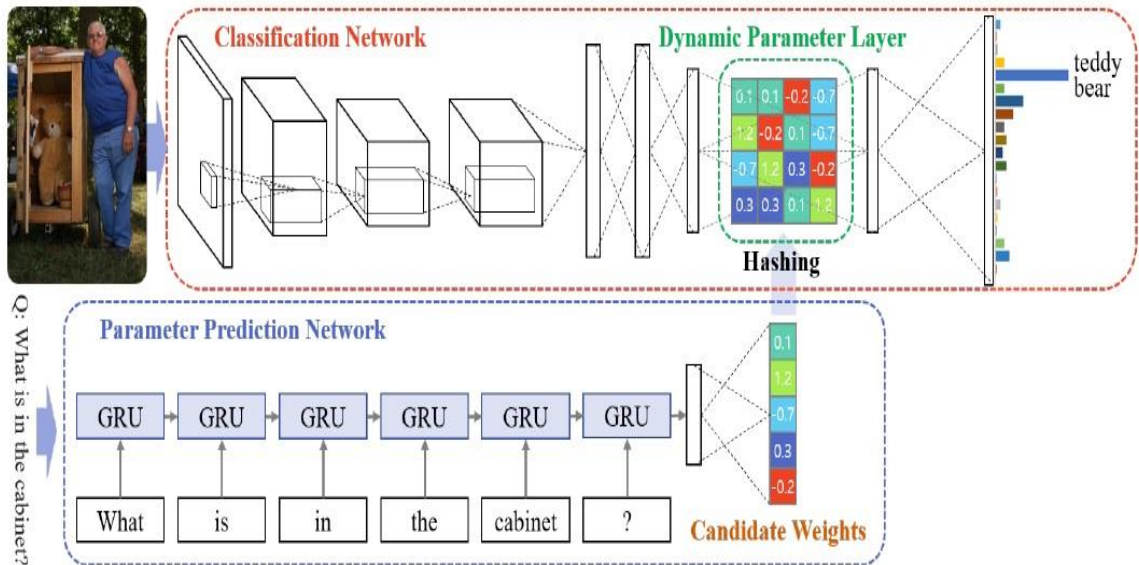 Classification Network
Dynamic Parameter Layer
teddy
bear
0.1 0.1 -0.2 -0.7
1.2 -0.2 0.1 -0.7
-0.7 1.2 0.3 -0.2
0.3 0.3 0.1 1.2
Hashing
Q: What is in the cabinet?
Parameter Prediction Network
GRU GRU GRU GRU GRU GRU
What is in the cabinet ?
0.1
1.2
-0.7
0.3
-0.2
Candidate Weights